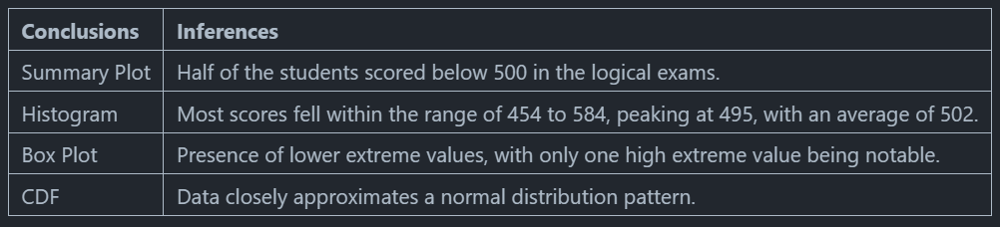 Conclusions Inferences
Summary Plot Half of the students scored below 500 in the logical exams.
Histogram Most scores fell within the range of 454 to 584, peaking at 495, with an average of 502.
Box Plot Presence of lower extreme values, with only one high extreme value being notable.
CDF Data closely approximates a normal distribution pattern.